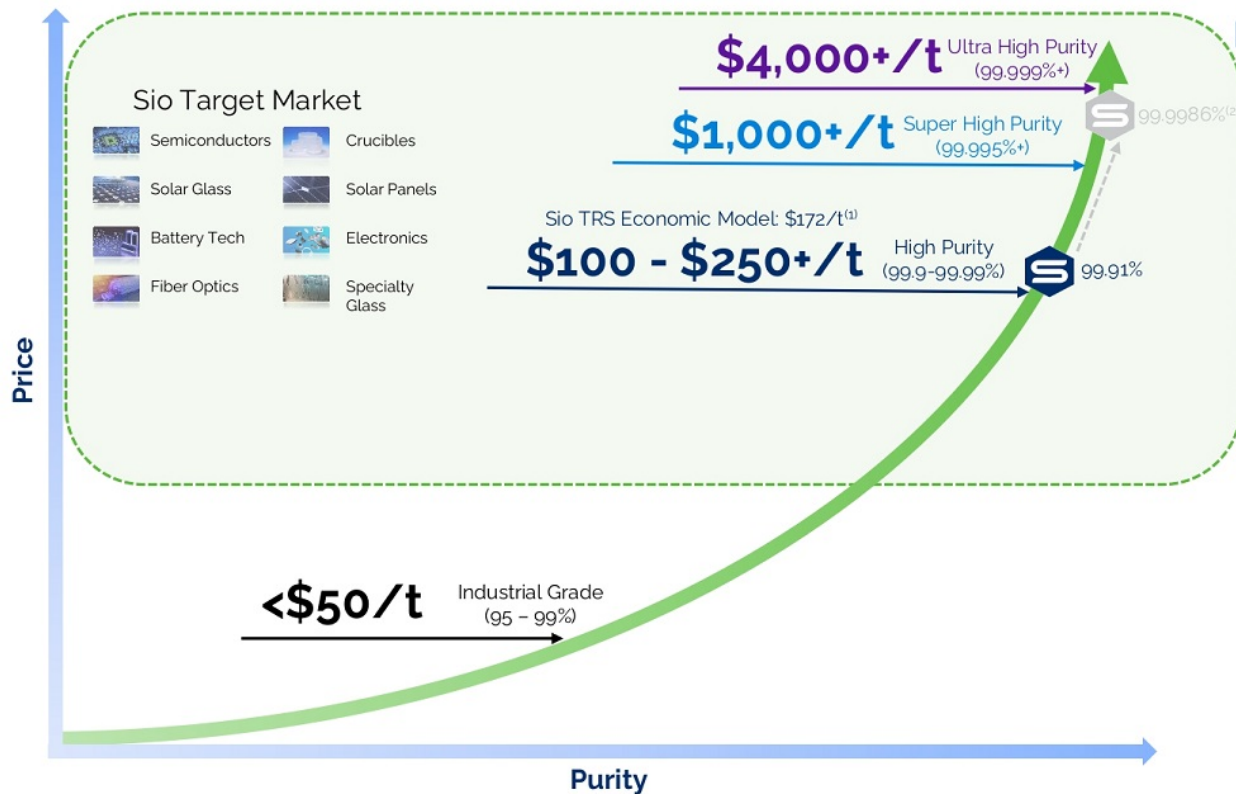 $4,000+/t Ultra High Purity
(99.999%+)
Sio Target Market
99.9986%(2
Semiconductors
Crucibles
$1,000+/t Super High Purity
(99.995%+)
Solar Glass
Solar Panels
Sio TRS Economic Model: $172/t(1)
Battery Tech
Electronics
$100 - $250+/t High Purity
(99.9-99.99%)
99.91%
Fiber Optics
Specialty
Glass
Price
<$50/t Industrial Grade
(95 – 99%)
Purity